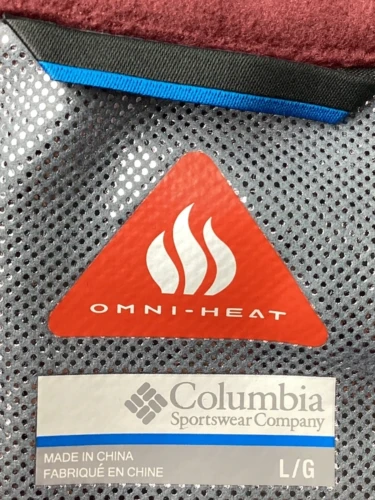 OMNI-HEAT
Columbia
Sportswear Company
MADE IN CHINA
FABRIQUÉ EN CHINE
L/G